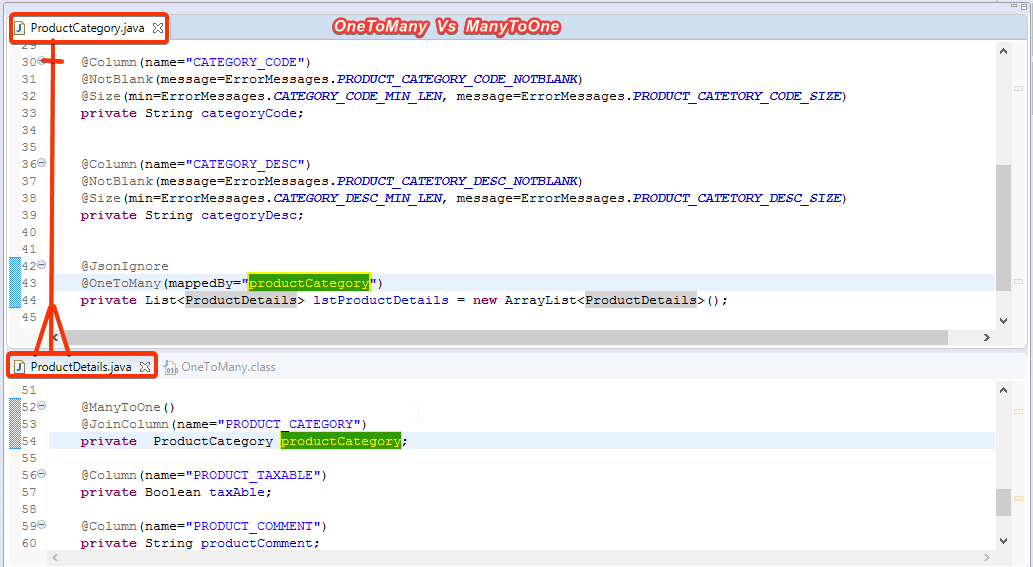 ProductCategory.java
OneToMany Vs ManyToOne
29
30 @Column(name="CATEGORY_CODE")
31 @NotBlank(message=ErrorMessages.PRODUCT_CATEGORY_CODE_NOTBLANK)
32 @Size(min=ErrorMessages.CATEGORY_CODE_MIN_LEN, message=ErrorMessages.PRODUCT_CATETORY_CODE_SIZE)
33 private String categoryCode;
34
35
36 @Column(name="CATEGORY_DESC")
37 @NotBlank(message=ErrorMessages.PRODUCT_CATETORY_DESC_NOTBLANK)
38 @Size(min=ErrorMessages.CATEGORY_DESC_MIN_LEN, message=ErrorMessages.PRODUCT_CATETORY_DESC_SIZE)
39 private String categoryDesc;
40
41
42 @JsonIgnore
43 @OneToMany(mappedBy="productCategory")
44 private List<ProductDetails> lstProductDetails = new ArrayList<ProductDetails>();
45
ProductDetails.java OneToMany.class
51
52 @ManyToOne()
53 @JoinColumn(name="PRODUCT_CATEGORY")
54 private ProductCategory productCategory;
55
56 @Column(name="PRODUCT_TAXABLE")
57 private Boolean taxAble;
58
59 @Column(name="PRODUCT_COMMENT")
60 private String productComment;